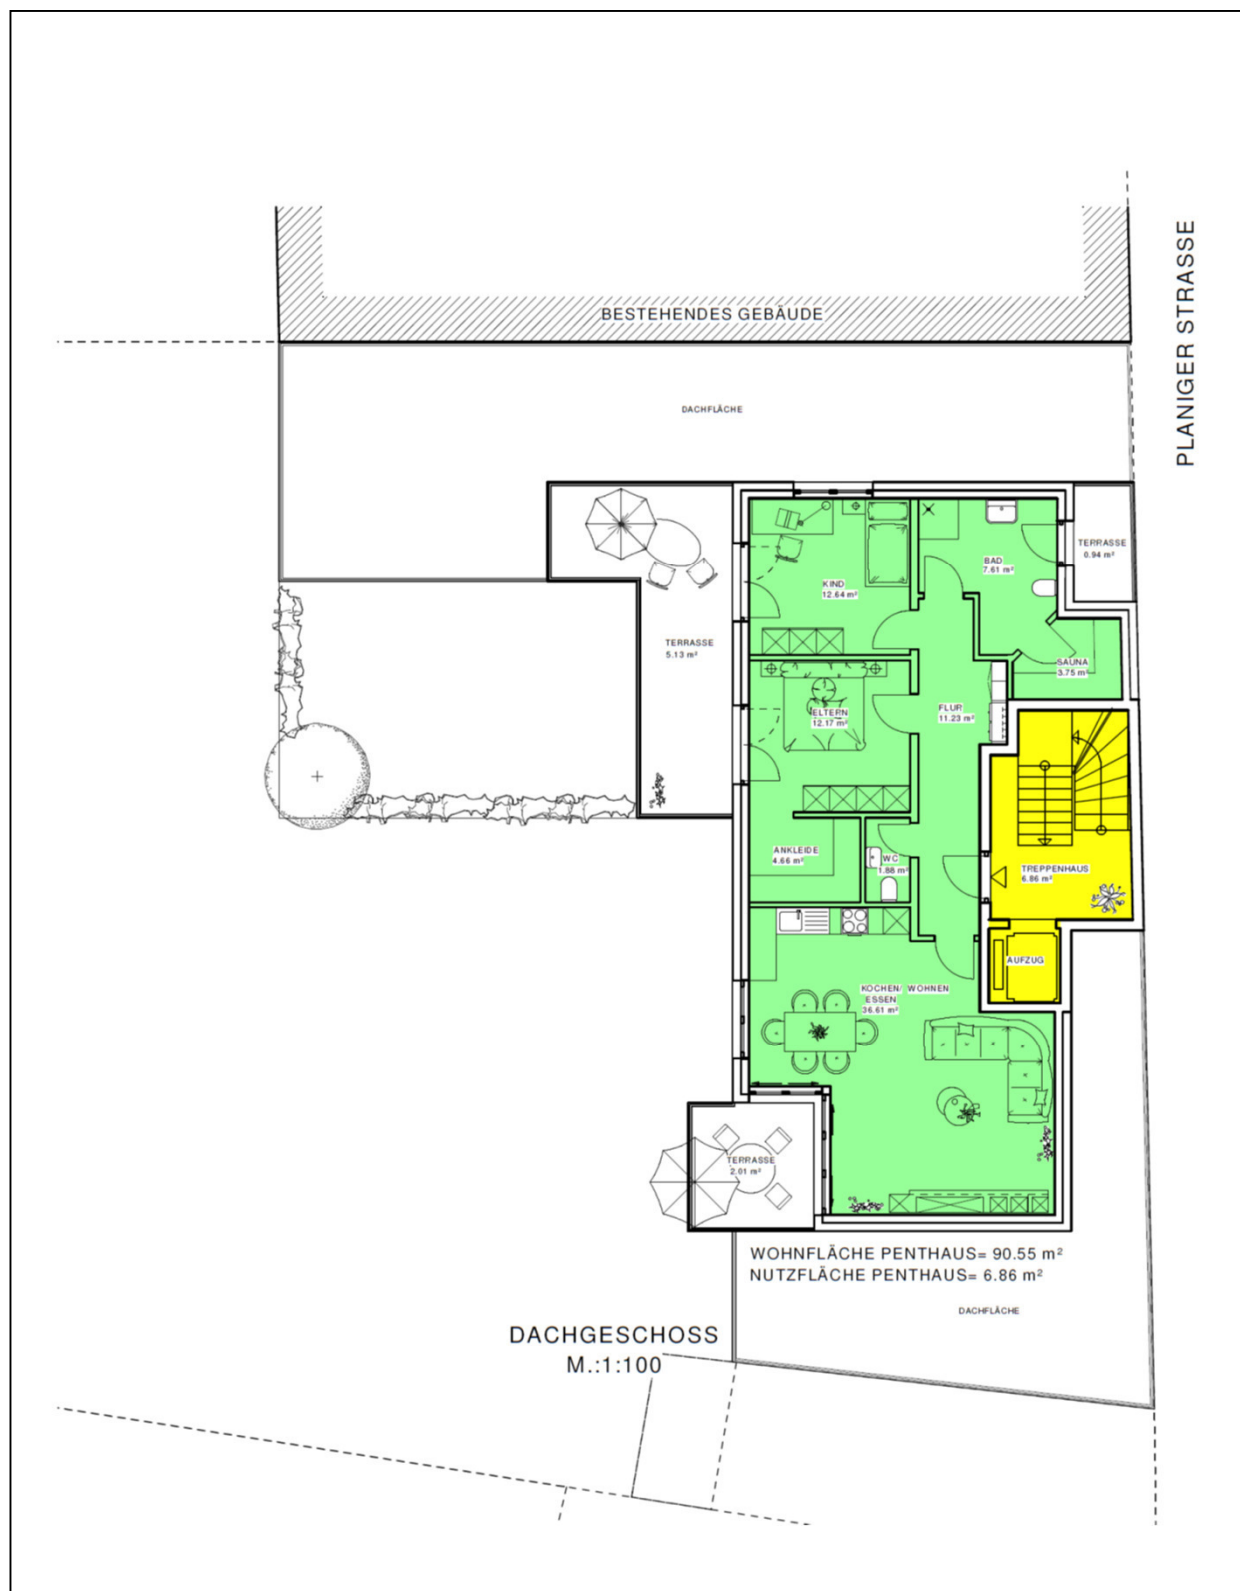 PLANIGER STRASSE
BESTEHENDES GEBÄUDE
DACHFLÄCHE
TERRASSE
0.94 m²
BAD
7.61 m²
KIND
12.64 m²
TERRASSE
5.13 m²
SAUNA
3.75 m²
ELTERN
12.17 m²
FLUR
11.23 m²
ANKLEIDE
4.66 m²
WC
1.88 m²
TREPPENHAUS
6.86 m²
AUFZUG
KOCHEN/ WOHNEN
ESSEN
36.61 m²
TERRASSE
2.01 m²
WOHNFLÄCHE PENTHAUS= 90.55 m²
NUTZFLÄCHE PENTHAUS= 6.86 m²
DACHFLÄCHE
DACHGESCHOSS
M.:1:100